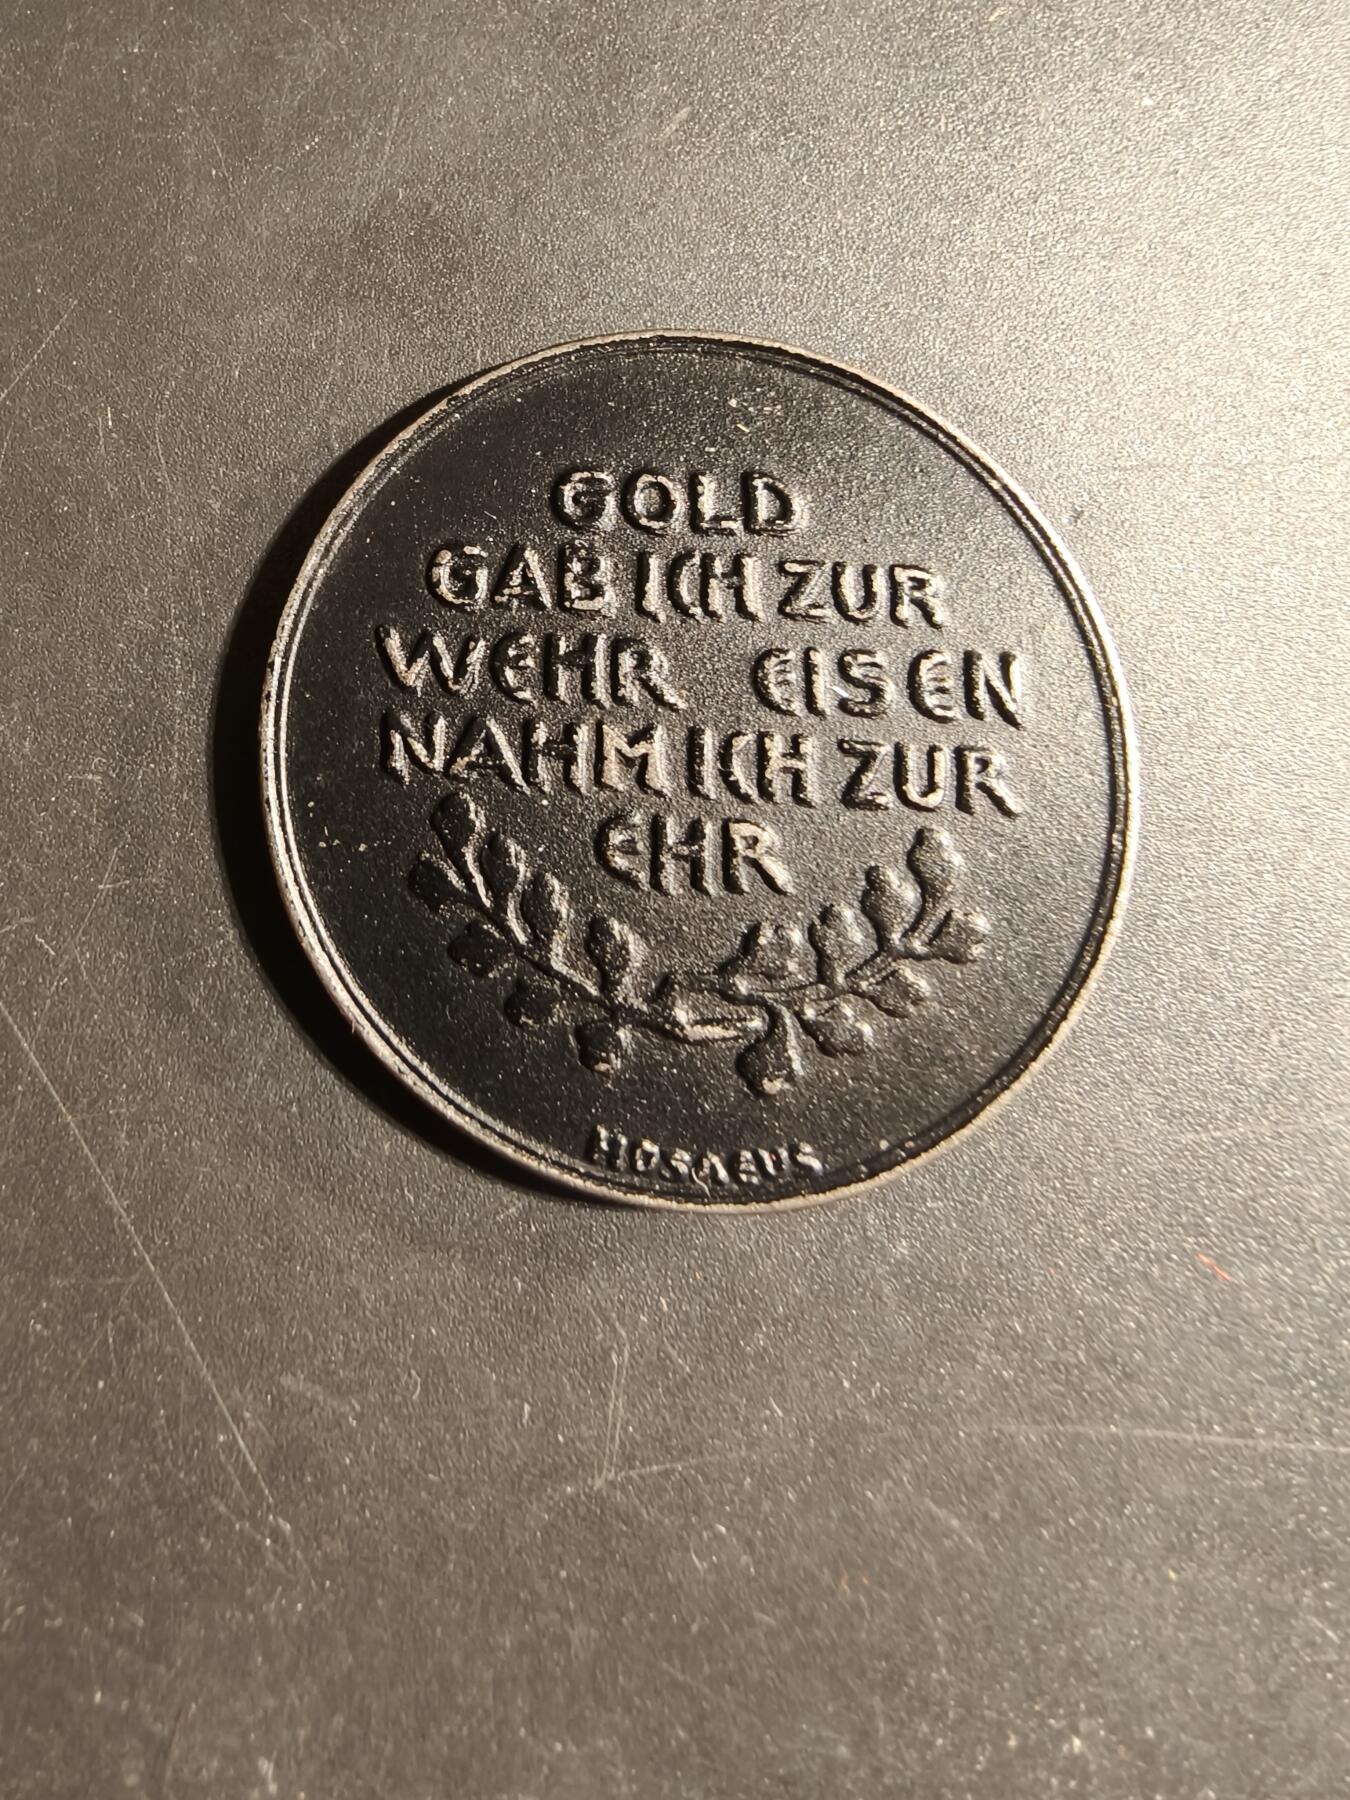 GOLD
GAB ICH ZUR
WEHR EISEN
NAHM ICH ZUR
EHR
HOSAEUS